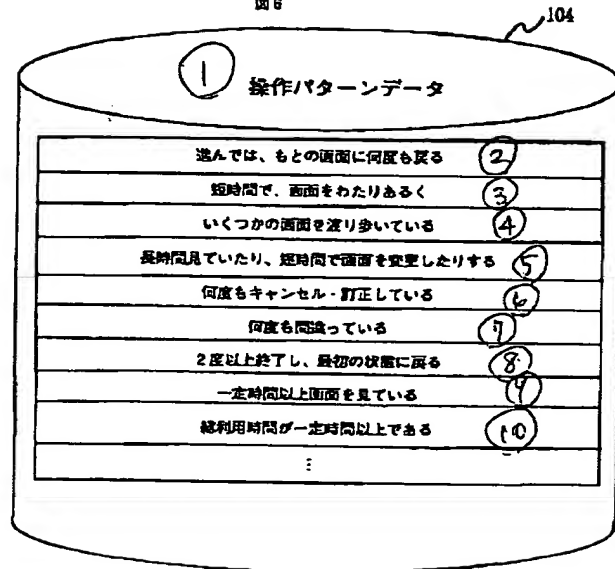 図6
104
① 操作パターンデータ
進んでは、もとの画面に何度も戻る ②
短時間で、画面をわたりあるく ③
いくつかの画面を渡り歩いている ④
長時間見ていたり、短時間で画面を変更したりする ⑤
何度もキャンセル・訂正している ⑥
何度も間違っている ⑦
2度以上終了し、最初の状態に戻る ⑧
一定時間以上画面を見ている ⑨
総利用時間が一定時間以上である ⑩
⋮